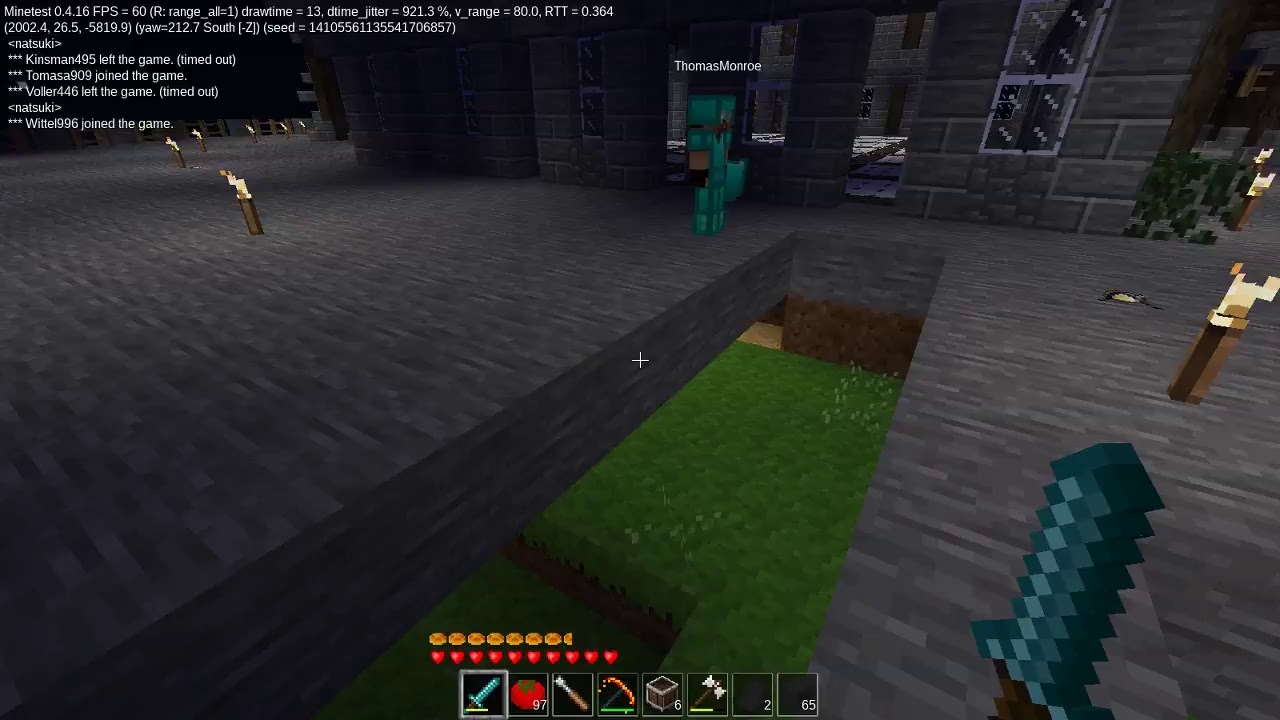 Minetest 0.4.16 FPS = 60 (R: range_all=1) drawtime = 13, dtime_jitter = 921.3 %, v_range = 80.0, RTT = 0.364
(2002.4, 26.5, -5819.9) (yaw=212.7 South [-Z]) (seed = 14105561135541706857)
<natsuki>
*** Kinsman495 left the game. (timed out)
*** Tomasa909 joined the game.
*** Voller446 left the game. (timed out)
<natsuki>
*** Wittel996 joined the game.
ThomasMonroe
97 6 2 65